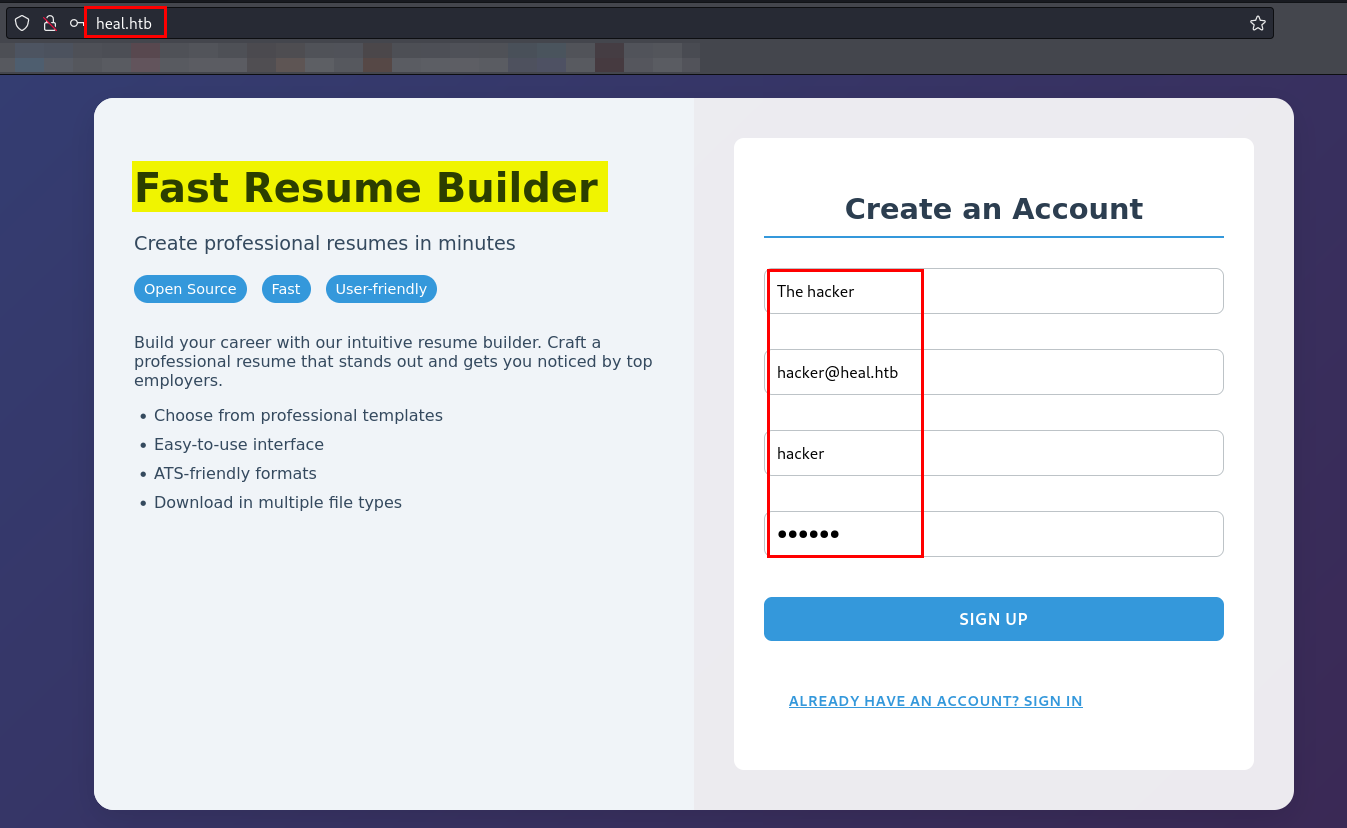 heal.htb
Fast Resume Builder
Create professional resumes in minutes
Open Source Fast User-friendly
Build your career with our intuitive resume builder. Craft a
professional resume that stands out and gets you noticed by top
employers.
• Choose from professional templates
• Easy-to-use interface
• ATS-friendly formats
• Download in multiple file types
Create an Account
The hacker
hacker@heal.htb
hacker
●●●●●●
SIGN UP
ALREADY HAVE AN ACCOUNT? SIGN IN